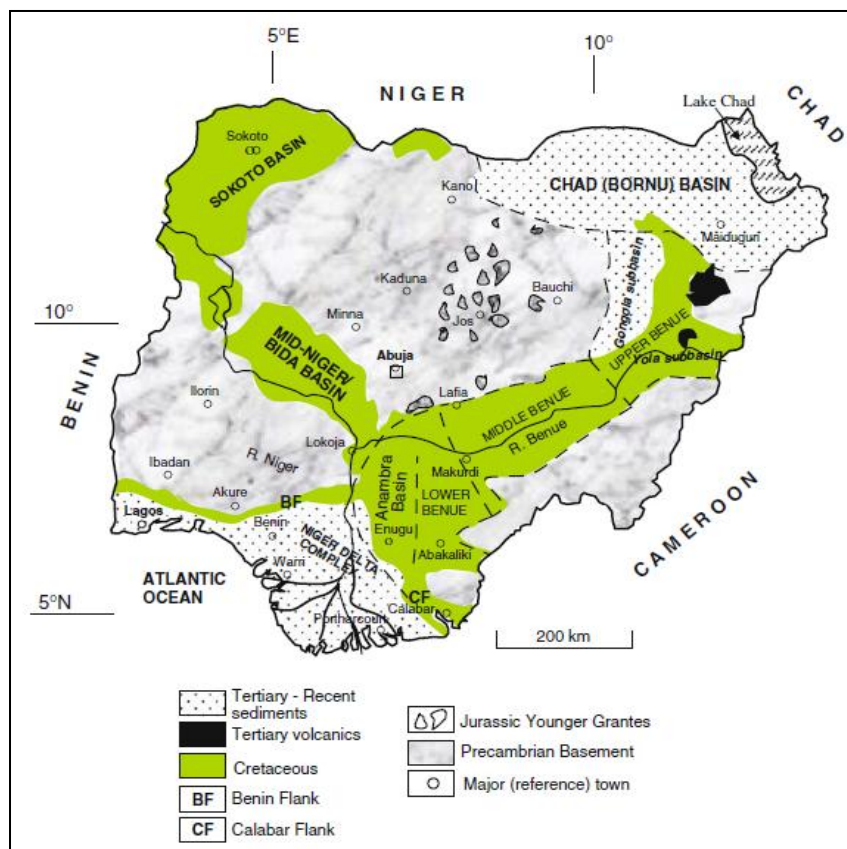 5°E
10°
NIGER
CHAD
Lake Chad
Sokoto
SOKOTO BASIN
Kano
CHAD (BORNU) BASIN
Maiduguri
Gongola subbasin
Kaduna
Bauchi
Minna
Jos
10°
MID-NIGER/
BIDA BASIN
Abuja
UPPER BENUE
Yola subbasin
BENIN
Ilorin
Lafia
MIDDLE BENUE
R. Benue
Lokoja
R. Niger
Makurdi
Ibadan
Anambra
Basin
LOWER
BENUE
CAMEROON
Akure
BF
Lagos
Benin
Enugu
Abakaliki
NIGER DELTA
COMPLEX
Warri
ATLANTIC
OCEAN
CF
Calabar
5°N
Portharcourt
200 km
Tertiary - Recent
sediments
Tertiary volcanics
Cretaceous
BF Benin Flank
CF Calabar Flank
Jurassic Younger Grantes
Precambrian Basement
Major (reference) town